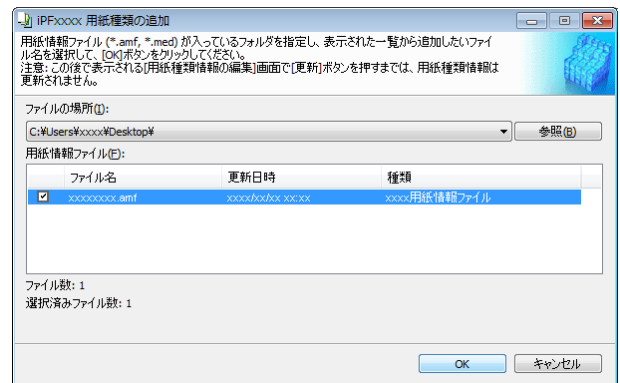 iPFxxxx 用紙種類の追加
用紙情報ファイル (*.amf, *.med) が入っているフォルダを指定し、表示された一覧から追加したいファイ
ル名を選択して、[OK]ボタンをクリックしてください。
注意: この後で表示される[用紙種類情報の編集]画面で[更新]ボタンを押すまでは、用紙種類情報は
更新されません。
ファイルの場所(I):
C:¥Users¥xxxx¥Desktop¥
参照(B)
用紙情報ファイル(F):
ファイル名 更新日時 種類
xxxxxxxx.amf xxxx/xx/xx xx:xx xxxx用紙情報ファイル
ファイル数: 1
選択済みファイル数: 1
OK キャンセル